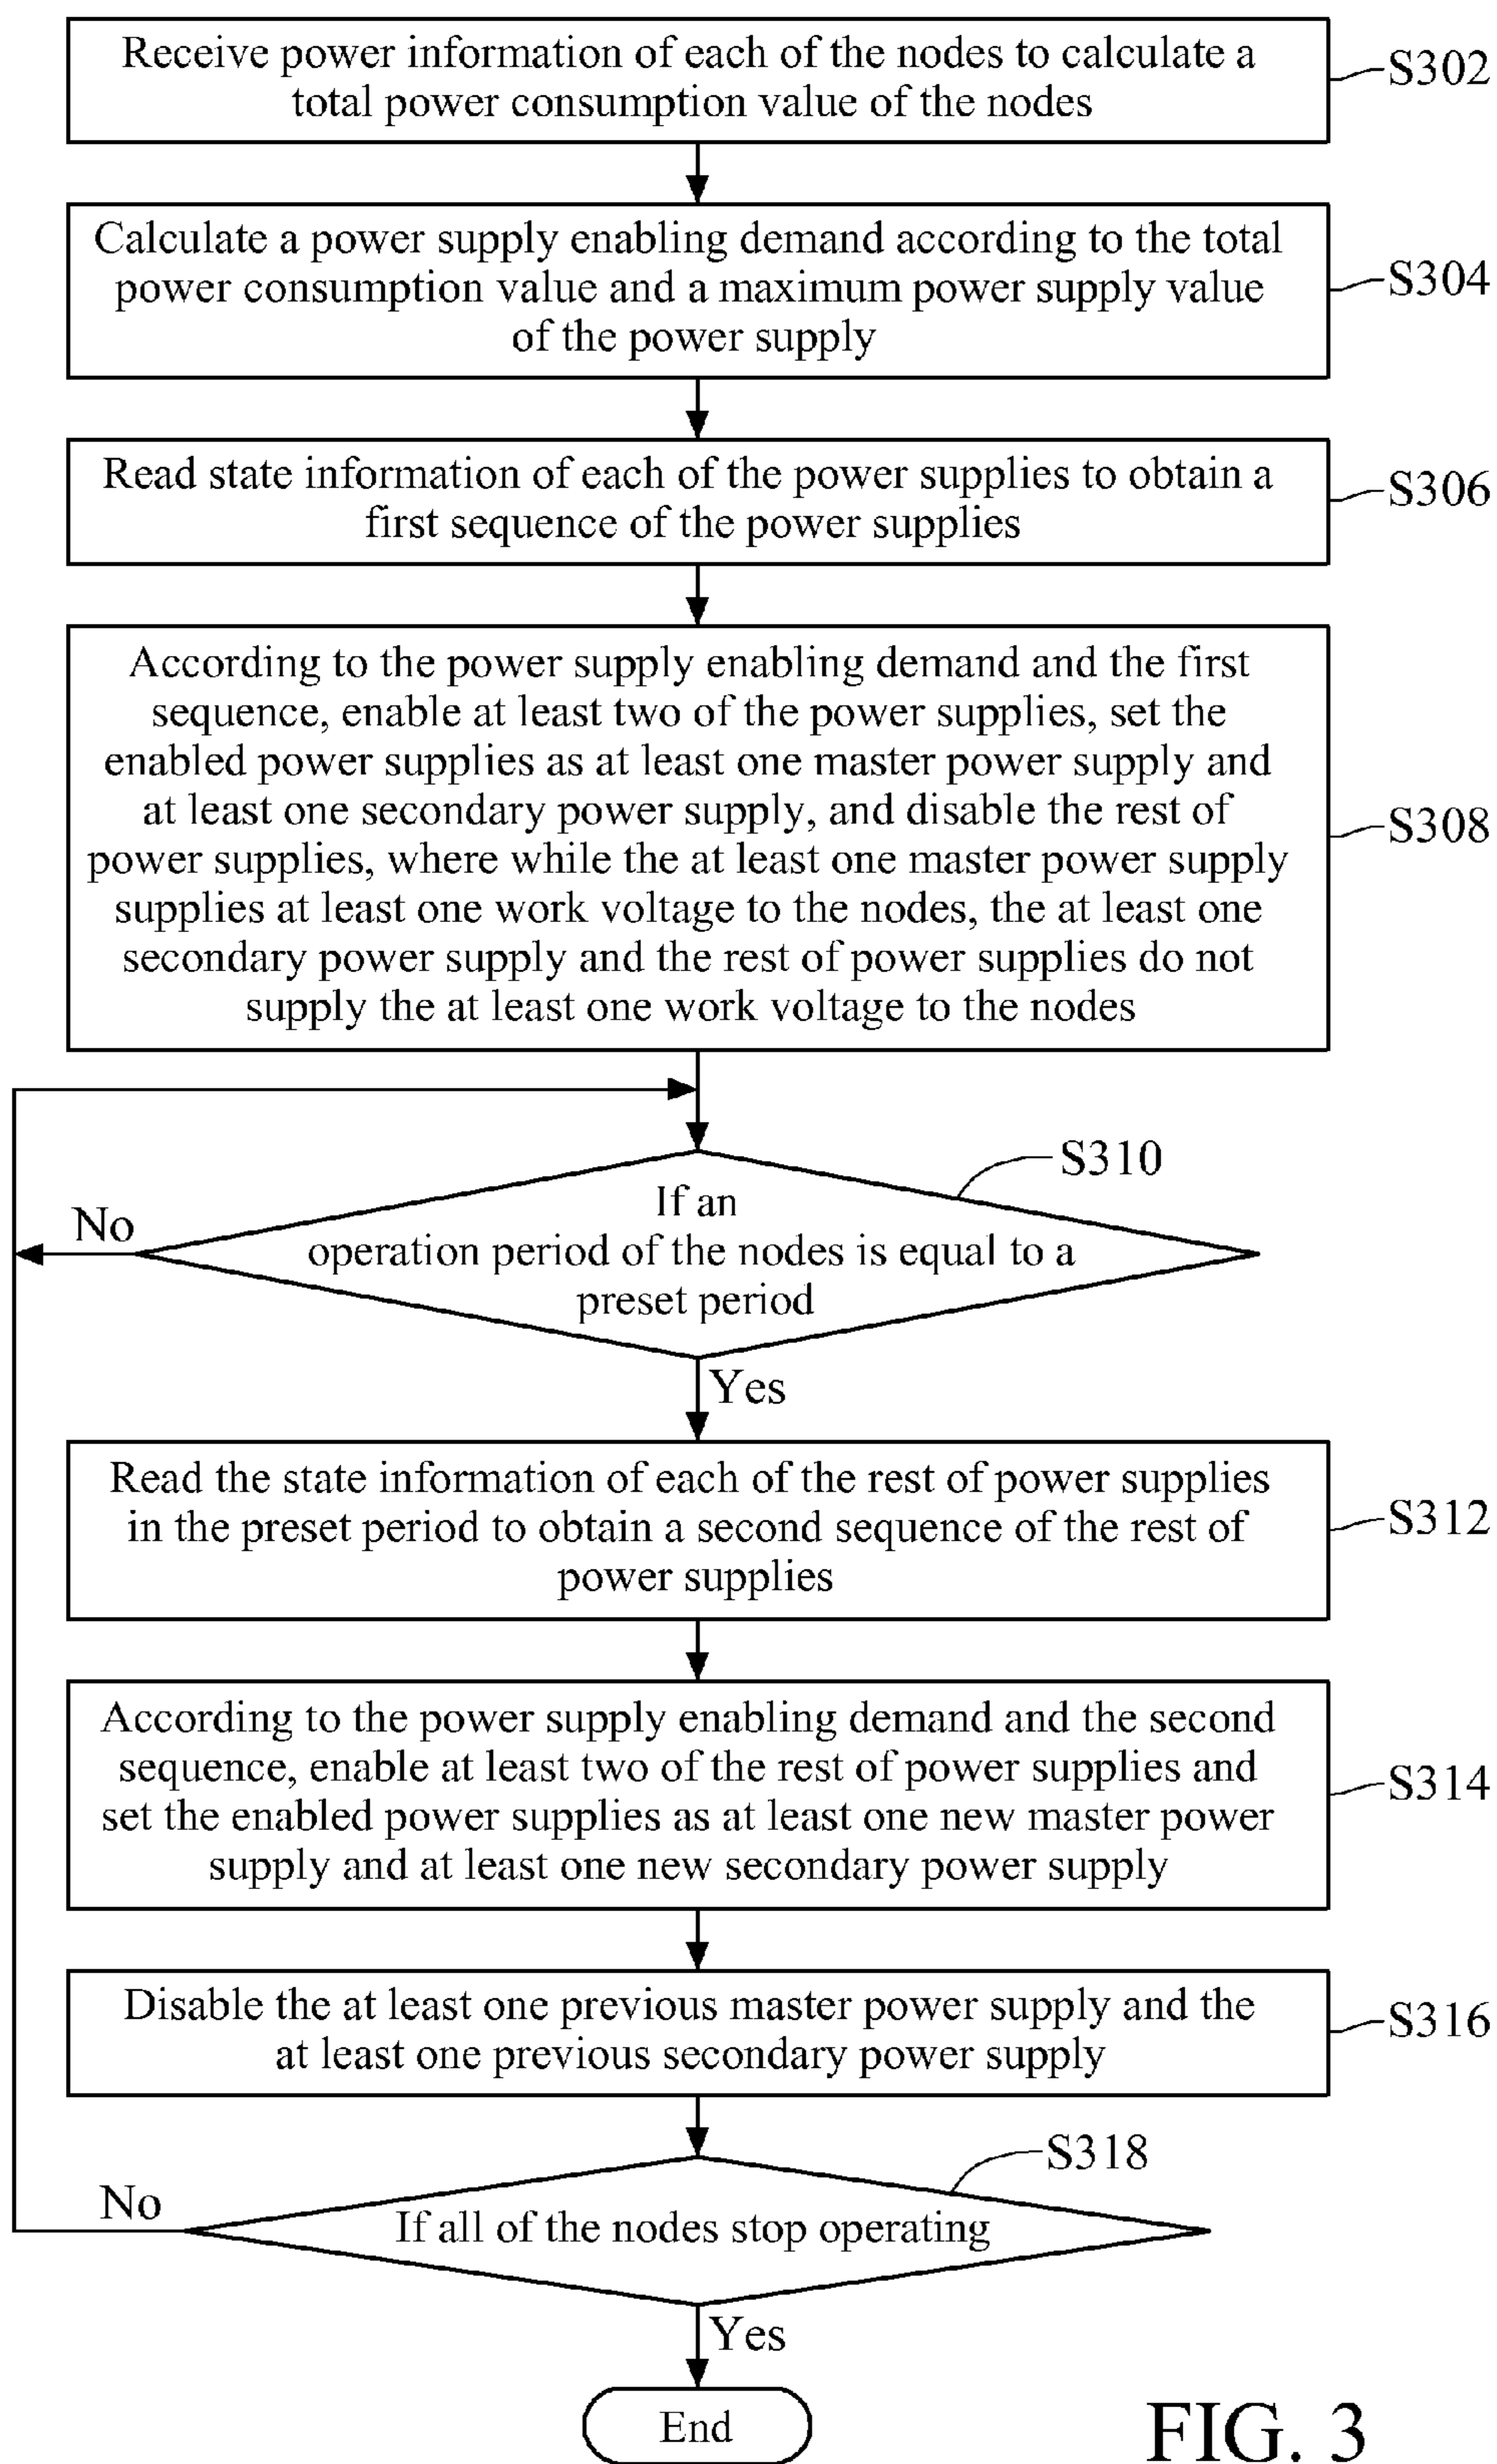 Receive power information of each of the nodes to calculate a
total power consumption value of the nodes
S302
Calculate a power supply enabling demand according to the total
power consumption value and a maximum power supply value
of the power supply
S304
Read state information of each of the power supplies to obtain a
first sequence of the power supplies
S306
According to the power supply enabling demand and the first
sequence, enable at least two of the power supplies, set the
enabled power supplies as at least one master power supply and
at least one secondary power supply, and disable the rest of
power supplies, where while the at least one master power supply
supplies at least one work voltage to the nodes, the at least one
secondary power supply and the rest of power supplies do not
supply the at least one work voltage to the nodes
S308
S310
If an
operation period of the nodes is equal to a
preset period
No
Yes
Read the state information of each of the rest of power supplies
in the preset period to obtain a second sequence of the rest of
power supplies
S312
According to the power supply enabling demand and the second
sequence, enable at least two of the rest of power supplies and
set the enabled power supplies as at least one new master power
supply and at least one new secondary power supply
S314
Disable the at least one previous master power supply and the
at least one previous secondary power supply
S316
S318
If all of the nodes stop operating
No
Yes
End
FIG. 3